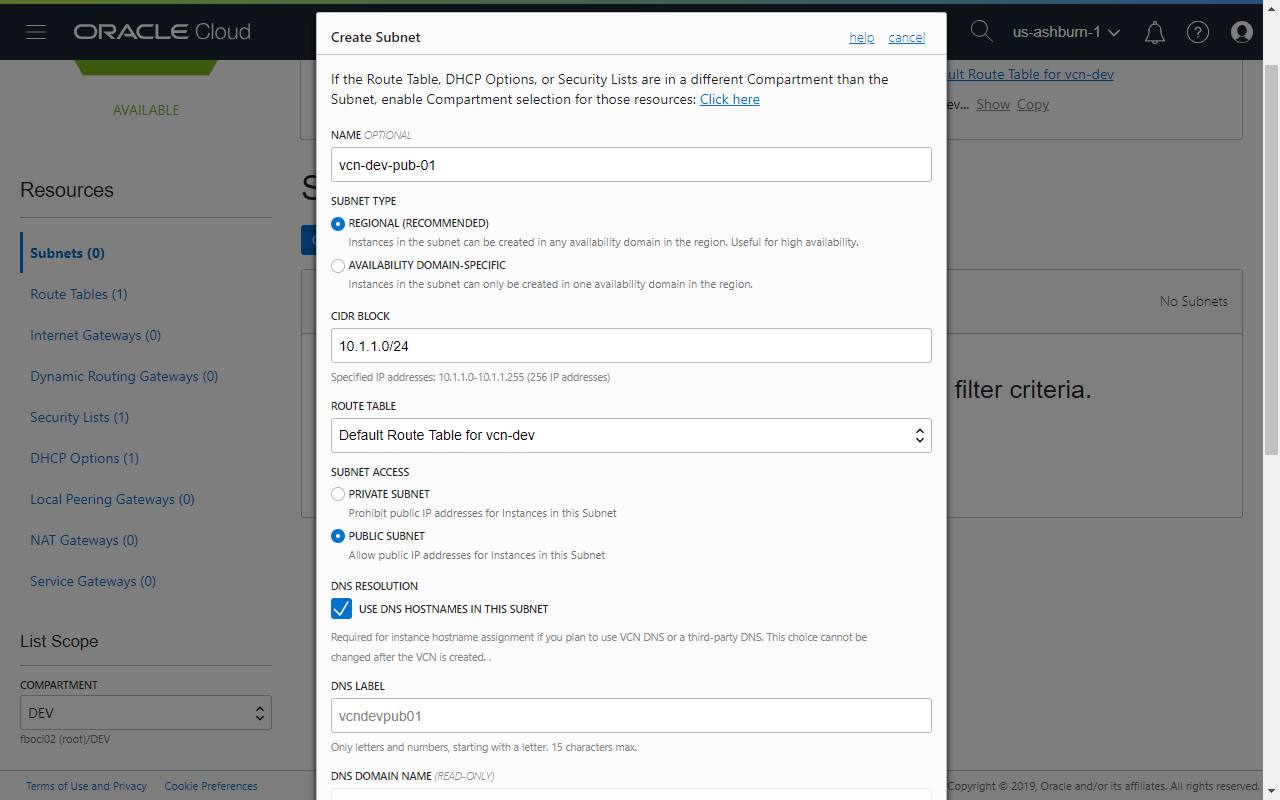 ORACLE Cloud
us-ashburn-1
AVAILABLE
Resources
Subnets (0)
Route Tables (1)
Internet Gateways (0)
Dynamic Routing Gateways (0)
Security Lists (1)
DHCP Options (1)
Local Peering Gateways (0)
NAT Gateways (0)
Service Gateways (0)
List Scope
COMPARTMENT
DEV
fboci02 (root)/DEV
Create Subnet
help cancel
If the Route Table, DHCP Options, or Security Lists are in a different Compartment than the
Subnet, enable Compartment selection for those resources: Click here
NAME OPTIONAL
vcn-dev-pub-01
SUBNET TYPE
REGIONAL (RECOMMENDED)
Instances in the subnet can be created in any availability domain in the region. Useful for high availability.
AVAILABILITY DOMAIN-SPECIFIC
Instances in the subnet can only be created in one availability domain in the region.
CIDR BLOCK
10.1.1.0/24
Specified IP addresses: 10.1.1.0-10.1.1.255 (256 IP addresses)
ROUTE TABLE
Default Route Table for vcn-dev
SUBNET ACCESS
PRIVATE SUBNET
Prohibit public IP addresses for Instances in this Subnet
PUBLIC SUBNET
Allow public IP addresses for Instances in this Subnet
DNS RESOLUTION
USE DNS HOSTNAMES IN THIS SUBNET
Required for instance hostname assignment if you plan to use VCN DNS or a third-party DNS. This choice cannot be
changed after the VCN is created. .
DNS LABEL
vcndevpub01
Only letters and numbers, starting with a letter. 15 characters max.
DNS DOMAIN NAME (READ-ONLY)
ult Route Table for vcn-dev
ev... Show Copy
No Subnets
filter criteria.
Terms of Use and Privacy Cookie Preferences
Copyright © 2019, Oracle and/or its affiliates. All rights reserved.